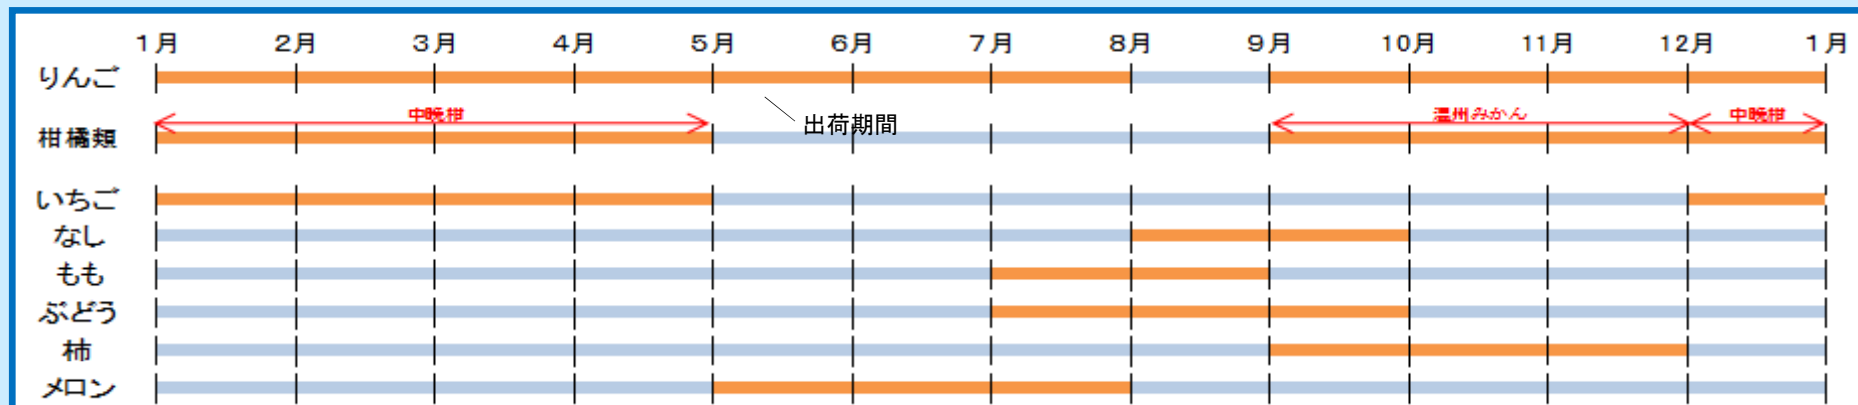 1月 2月 3月 4月 5月 6月 7月 8月 9月 10月 11月 12月 1月
りんご
中晩柑 温州みかん 中晩柑
出荷期間
柑橘類
いちご
なし
もも
ぶどう
柿
メロン